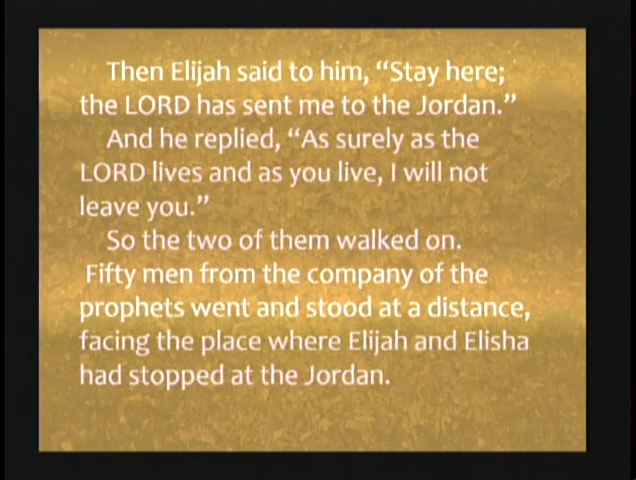 Then Elijah said to him, “Stay here;
the LORD has sent me to the Jordan.”
And he replied, “As surely as the
LORD lives and as you live, I will not
leave you.”
So the two of them walked on.
Fifty men from the company of the
prophets went and stood at a distance,
facing the place where Elijah and Elisha
had stopped at the Jordan.